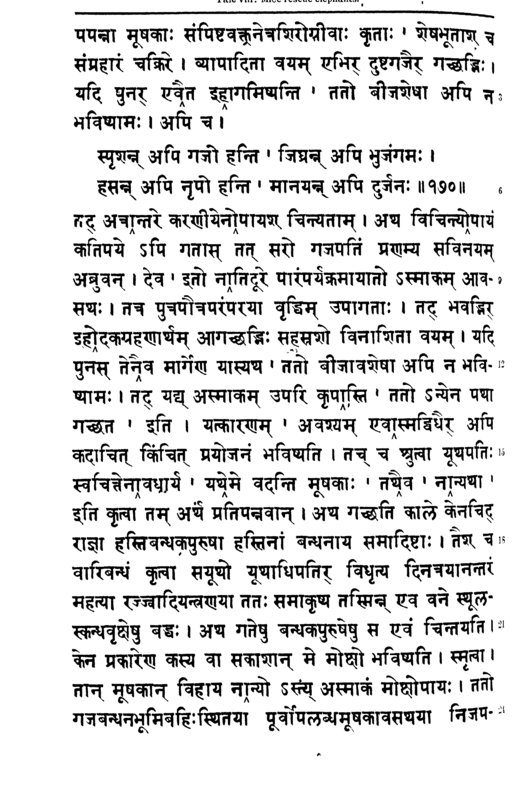 Tale viii: Mice rescue elephants.
पपन्ना मूषकाः संपिष्टवक्त्रनेत्रशिरोग्रीवाः कृताः ' शेषभूताश् च
संप्रहारं चक्रिरे । व्यापादिता वयम् एभिर् दुष्टगजैर् गच्छद्भिः ।
यदि पुनर् एवैत इहागमिष्यन्ति ' ततो बीजशेषा अपि न 3
भविष्यामः । अपि च ।
स्पृशन्न् अपि गजो हन्ति ' जिघ्रन्न् अपि भुजंगमः ।
हसन्न् अपि नृपो हन्ति ' मानयन्न् अपि दुर्जनः ॥१७०॥ 6
तद् अत्रान्तरे करणीयेनोपायश् चिन्त्यताम् । अथ विचिन्त्योपायं
कतिपये ऽपि गतास् तत् सरो गजपतिं प्रणम्य सविनयम्
अब्रुवन् । देव ' इतो नातिदूरे पारंपर्यक्रमायातो ऽस्माकम् आव- 9
सथः । तत्र पुत्रपौत्रपरंपरया वृद्धिम् उपागताः । तद् भवद्भिर्
इहोदकग्रहणार्थम् आगच्छद्भिः सहस्रशो विनाशिता वयम् । यदि
पुनस् तेनैव मार्गेण यास्यथ ' ततो बीजावशेषा अपि न भवि- 12
ष्यामः । तद् यद्य् अस्माकम् उपरि कृपास्ति ' ततो ऽन्येन पथा
गच्छत ' इति । यत्कारणम् ' अवश्यम् एवास्मद्विधैर् अपि
कदाचित् किंचित् प्रयोजनं भविष्यति । तच् च श्रुत्वा यूथपतिः 15
स्वचित्तेनावधार्य ' यथेमे वदन्ति मूषकाः ' तथैव ' नान्यथा '
इति कृत्वा तम् अर्थं प्रतिपन्नवान् । अथ गच्छति काले केनचिद्
राज्ञा हस्तिबन्धकपुरुषा हस्तिनां बन्धनाय समादिष्टाः । तैश् च 18
वारिबन्धं कृत्वा सयूथो यूथाधिपतिर् विधृत्य दिनत्रयानन्तरं
महत्या रज्ज्वादियन्त्रणया ततः समाकृष्य तस्मिन्न् एव वने स्थूल-
स्कन्धवृक्षेषु बद्धः । अथ गतेषु बन्धकपुरुषेषु स एवं चिन्तयति । 21
केन प्रकारेण कस्य वा सकाशान् मे मोक्षो भविष्यति । स्मृत्वा ।
तान् मूषकान् विहाय नान्यो ऽस्त्य् अस्माकं मोक्षोपायः । ततो
गजबन्धनभूमिबहिःस्थितया पूर्वोपलब्धमूषकावसथया निजप- 24